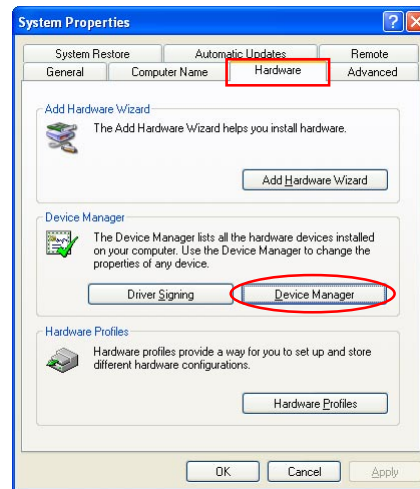 System Properties
System Restore Automatic Updates Remote
General Computer Name Hardware Advanced
Add Hardware Wizard
The Add Hardware Wizard helps you install hardware.
Add Hardware Wizard
Device Manager
The Device Manager lists all the hardware devices installed
on your computer. Use the Device Manager to change the
properties of any device.
Driver Signing Device Manager
Hardware Profiles
Hardware profiles provide a way for you to set up and store
different hardware configurations.
Hardware Profiles
OK Cancel Apply